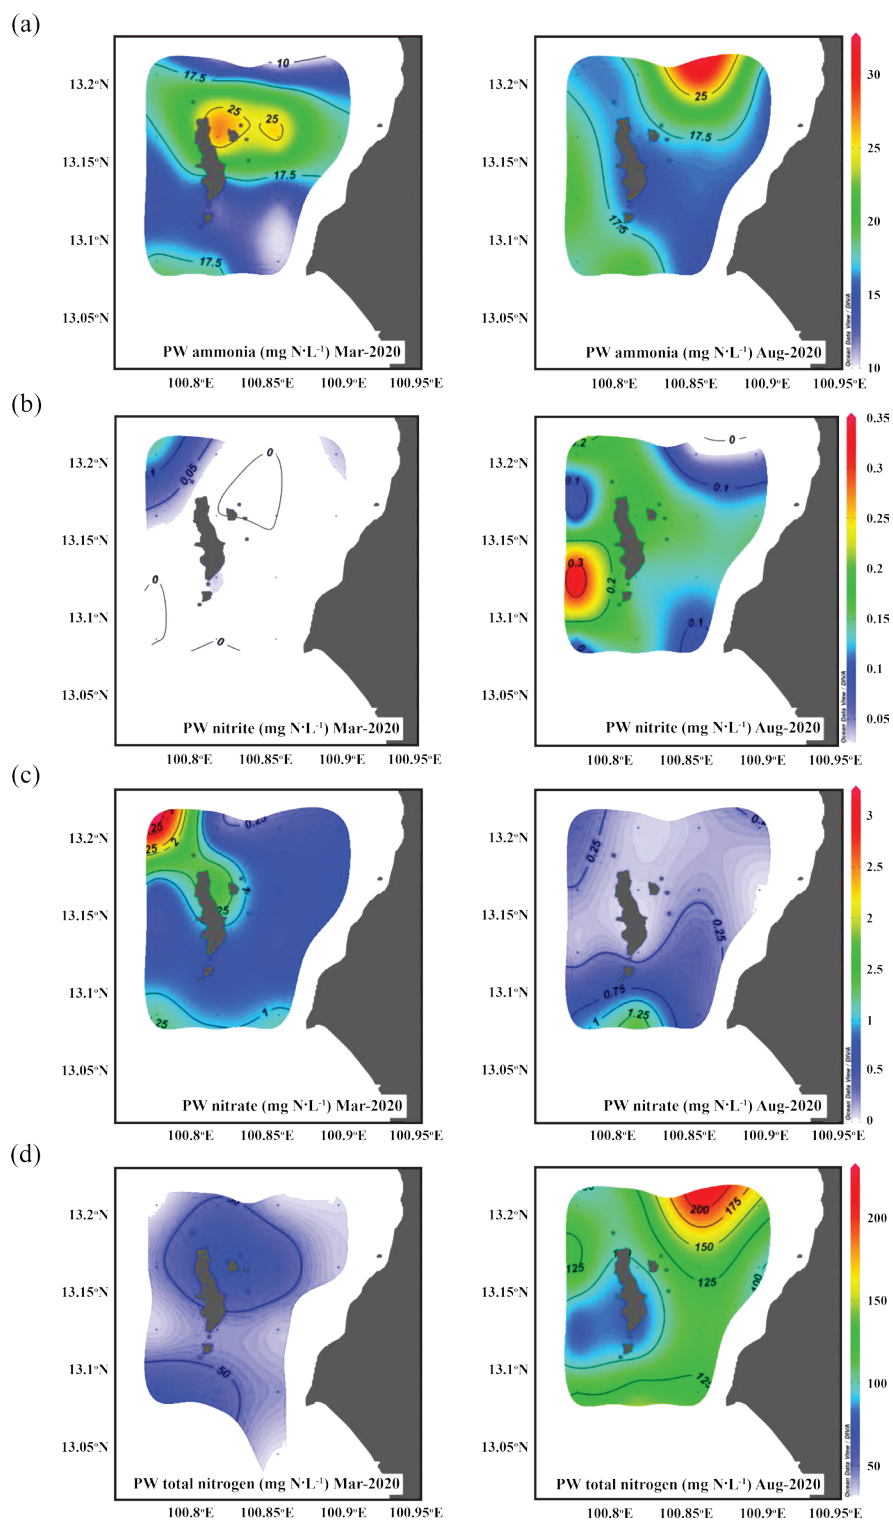 (a)
13.2°N
13.15°N
13.1°N
13.05°N
10
17.5
25
25
17.5
17.5
PW ammonia (mg N·L-1) Mar-2020
100.8°E
100.85°E
100.9°E
100.95°E
13.2°N
13.15°N
13.1°N
13.05°N
25
17.5
17.5
PW ammonia (mg N·L-1) Aug-2020
100.8°E
100.85°E
100.9°E
100.95°E
30
25
20
15
10
Ocean Data View / DIVA
(b)
13.2°N
13.15°N
13.1°N
13.05°N
0.05
0
0
0
PW nitrite (mg N·L-1) Mar-2020
100.8°E
100.85°E
100.9°E
100.95°E
13.2°N
13.15°N
13.1°N
13.05°N
0
0.1
0.1
0.3
0.2
0.1
PW nitrite (mg N·L-1) Aug-2020
100.8°E
100.85°E
100.9°E
100.95°E
0.35
0.3
0.25
0.2
0.15
0.1
0.05
Ocean Data View / DIVA
(c)
13.2°N
13.15°N
13.1°N
13.05°N
2
1
1
PW nitrate (mg N·L-1) Mar-2020
100.8°E
100.85°E
100.9°E
100.95°E
13.2°N
13.15°N
13.1°N
13.05°N
0.25
0.25
0.75
1
1.25
PW nitrate (mg N·L-1) Aug-2020
100.8°E
100.85°E
100.9°E
100.95°E
3
2.5
2
1.5
1
0.5
0
Ocean Data View / DIVA
(d)
13.2°N
13.15°N
13.1°N
13.05°N
50
PW total nitrogen (mg N·L-1) Mar-2020
100.8°E
100.85°E
100.9°E
100.95°E
13.2°N
13.15°N
13.1°N
13.05°N
200
175
150
125
125
100
125
PW total nitrogen (mg N·L-1) Aug-2020
100.8°E
100.85°E
100.9°E
100.95°E
200
150
100
50
Ocean Data View / DIVA